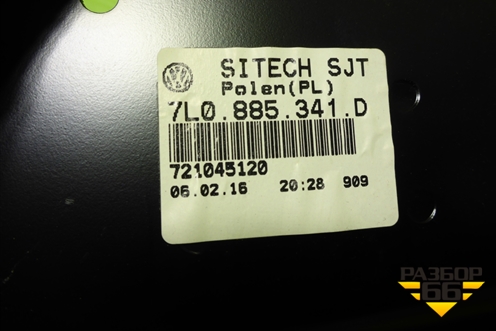 SITECH SJT
Polen(PL)
7L0.885.341.D
721045120
06.02.16 20:28 909
РАЗБОР
66